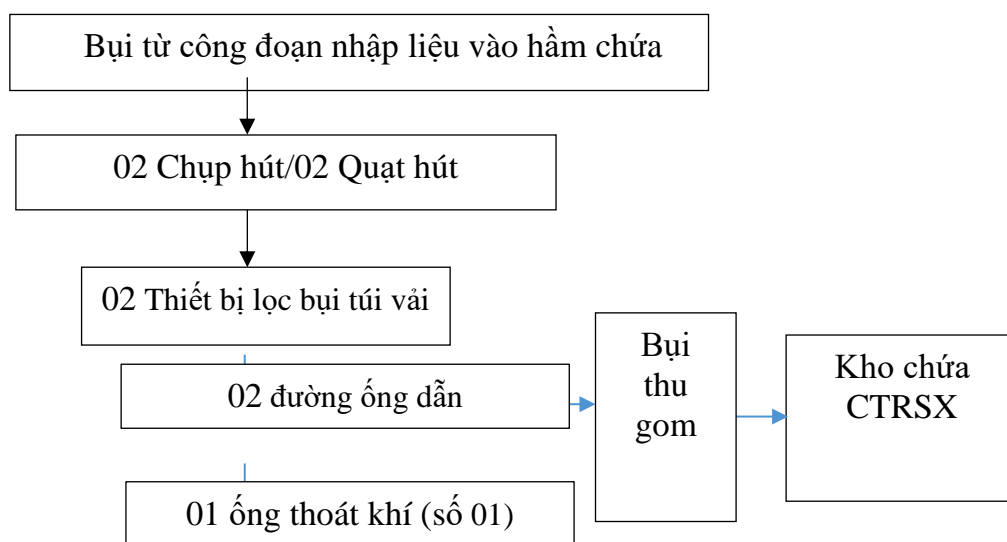 Bụi từ công đoạn nhập liệu vào hầm chứa
02 Chụp hút/02 Quạt hút
02 Thiết bị lọc bụi túi vải
02 đường ống dẫn
01 ống thoát khí (số 01)
Bụi
thu
gom
Kho chứa
CTRSX